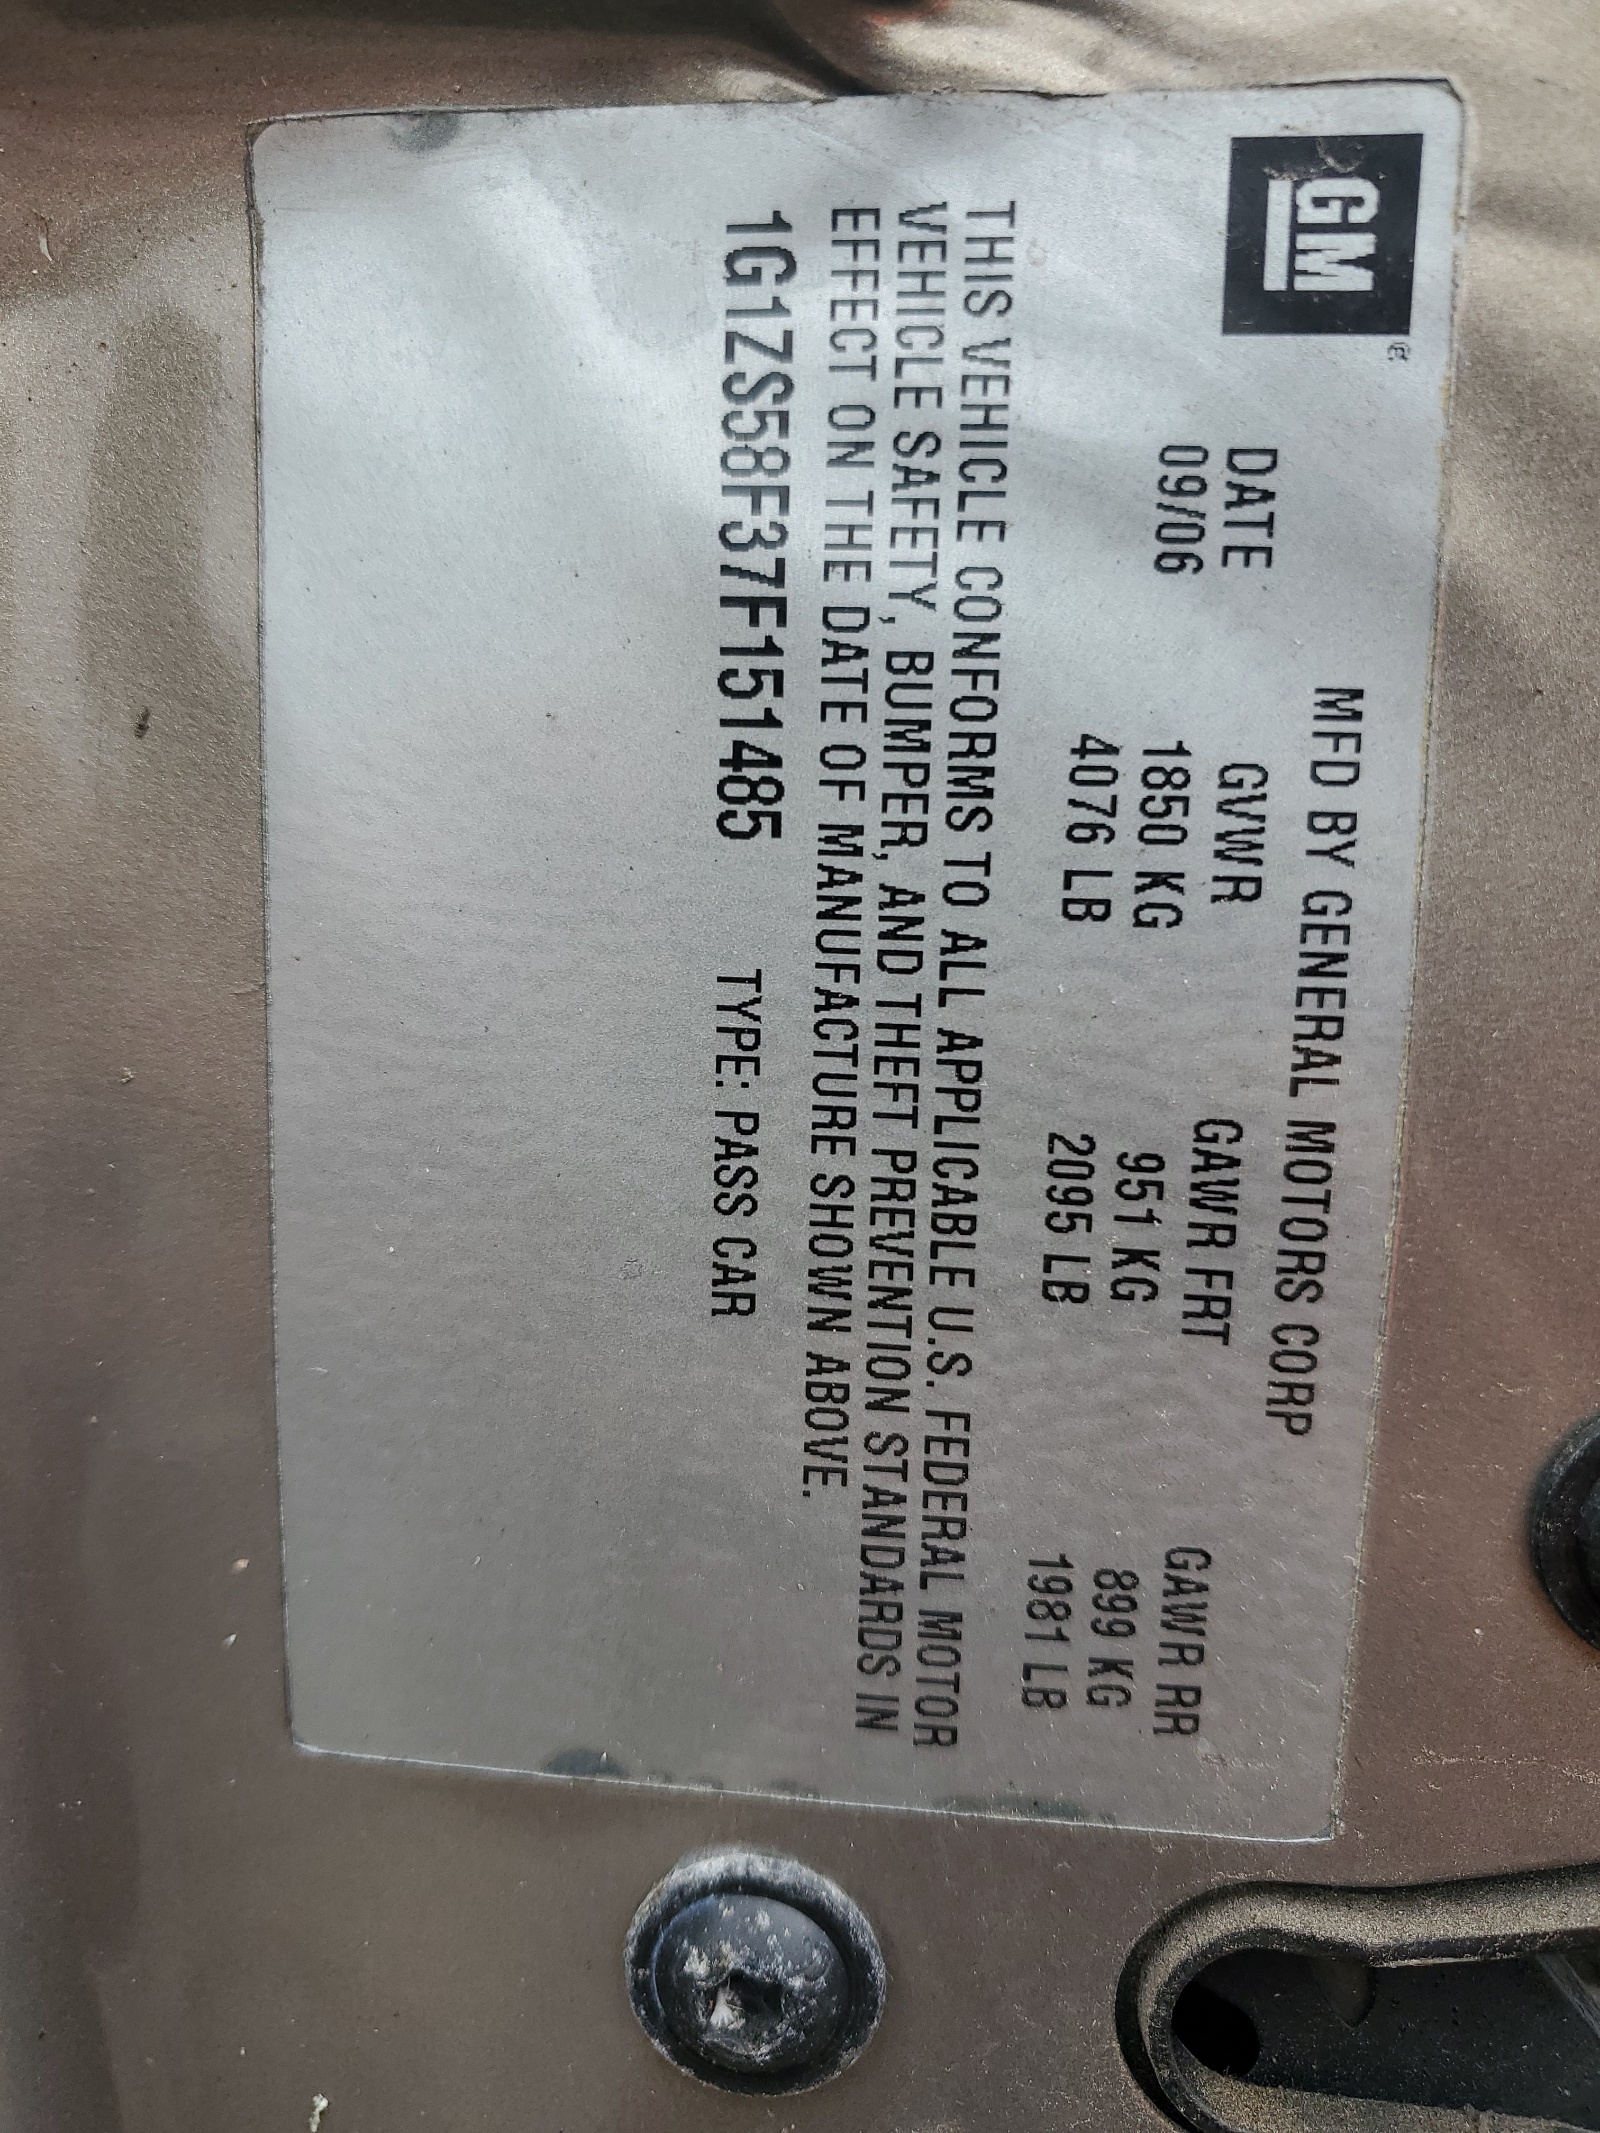 GM
MFD BY GENERAL MOTORS CORP
DATE GVWR GAWR FRT GAWR RR
09/06 1850 KG 951 KG 899 KG
4076 LB 2095 LB 1981 LB
THIS VEHICLE CONFORMS TO ALL APPLICABLE U.S. FEDERAL MOTOR
VEHICLE SAFETY, BUMPER, AND THEFT PREVENTION STANDARDS IN
EFFECT ON THE DATE OF MANUFACTURE SHOWN ABOVE.
1G1ZS58F37F151485 TYPE: PASS CAR